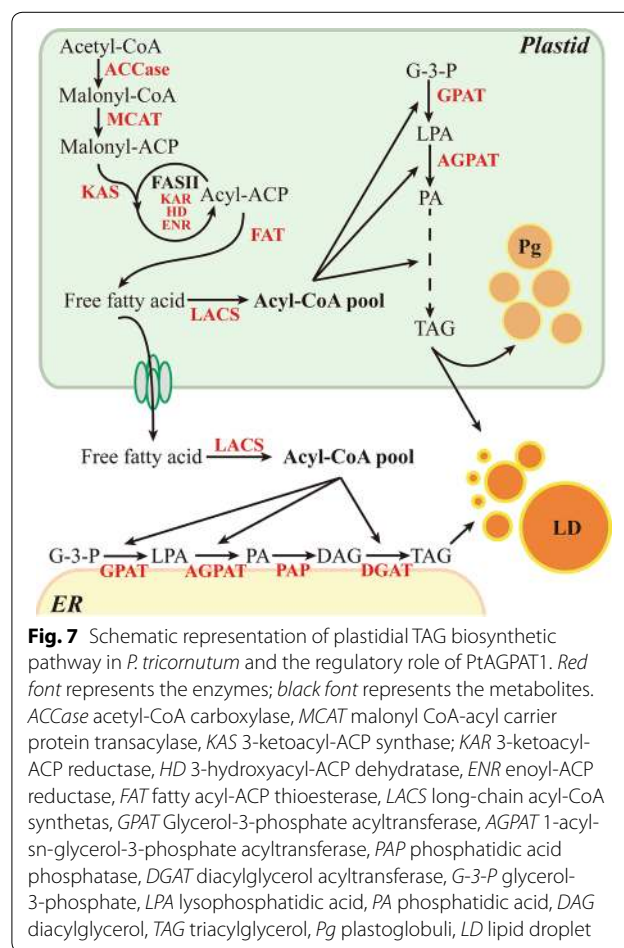 Plastid
Acetyl-CoA
ACCase
Malonyl-CoA
MCAT
Malonyl-ACP
KAS
FASII
KAR
HD
ENR
Acyl-ACP
FAT
Free fatty acid
LACS
Acyl-CoA pool
G-3-P
GPAT
LPA
AGPAT
PA
TAG
Pg
Free fatty acid
LACS
Acyl-CoA pool
G-3-P
GPAT
LPA
AGPAT
PA
PAP
DAG
DGAT
TAG
LD
ER
Fig. 7 Schematic representation of plastidial TAG biosynthetic
pathway in P. tricornutum and the regulatory role of PtAGPAT1. Red
font represents the enzymes; black font represents the metabolites.
ACCase acetyl-CoA carboxylase, MCAT malonyl CoA-acyl carrier
protein transacylase, KAS 3-ketoacyl-ACP synthase; KAR 3-ketoacyl-
ACP reductase, HD 3-hydroxyacyl-ACP dehydratase, ENR enoyl-ACP
reductase, FAT fatty acyl-ACP thioesterase, LACS long-chain acyl-CoA
synthetas, GPAT Glycerol-3-phosphate acyltransferase, AGPAT 1-acyl-
sn-glycerol-3-phosphate acyltransferase, PAP phosphatidic acid
phosphatase, DGAT diacylglycerol acyltransferase, G-3-P glycerol-
3-phosphate, LPA lysophosphatidic acid, PA phosphatidic acid, DAG
diacylglycerol, TAG triacylglycerol, Pg plastoglobuli, LD lipid droplet